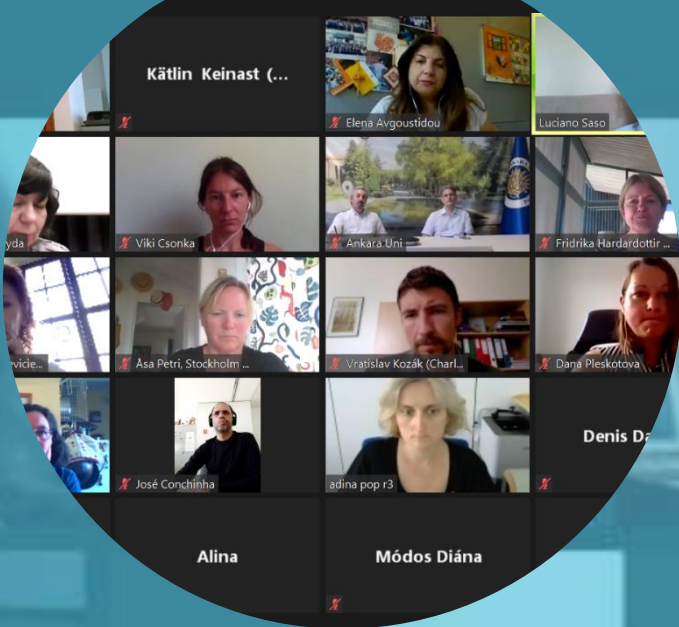 Kätlin Keinast (...
Elena Avgoustidou
Luciano Saso
yda
Viki Csonka
Ankara Uni
Fridrika Hardardottir ...
evicie...
Åsa Petri, Stockholm ...
Vratislav Kozák (Charl...
Dana Pleskotova
José Conchinha
adina pop r3
Denis Da
Alina
Módos Diána